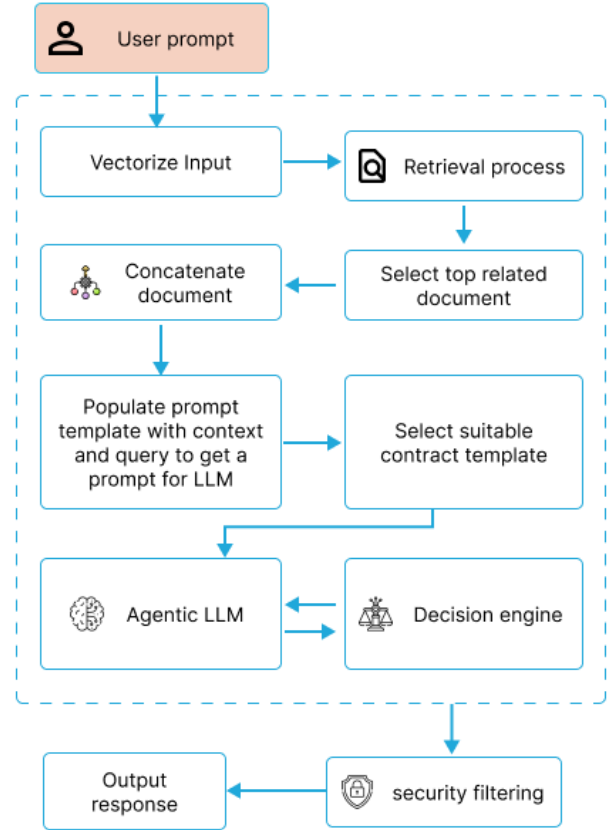 User prompt
Vectorize Input
Retrieval process
Concatenate
document
Select top related
document
Populate prompt
template with context
and query to get a
prompt for LLM
Select suitable
contract template
Agentic LLM
Decision engine
security filtering
Output
response